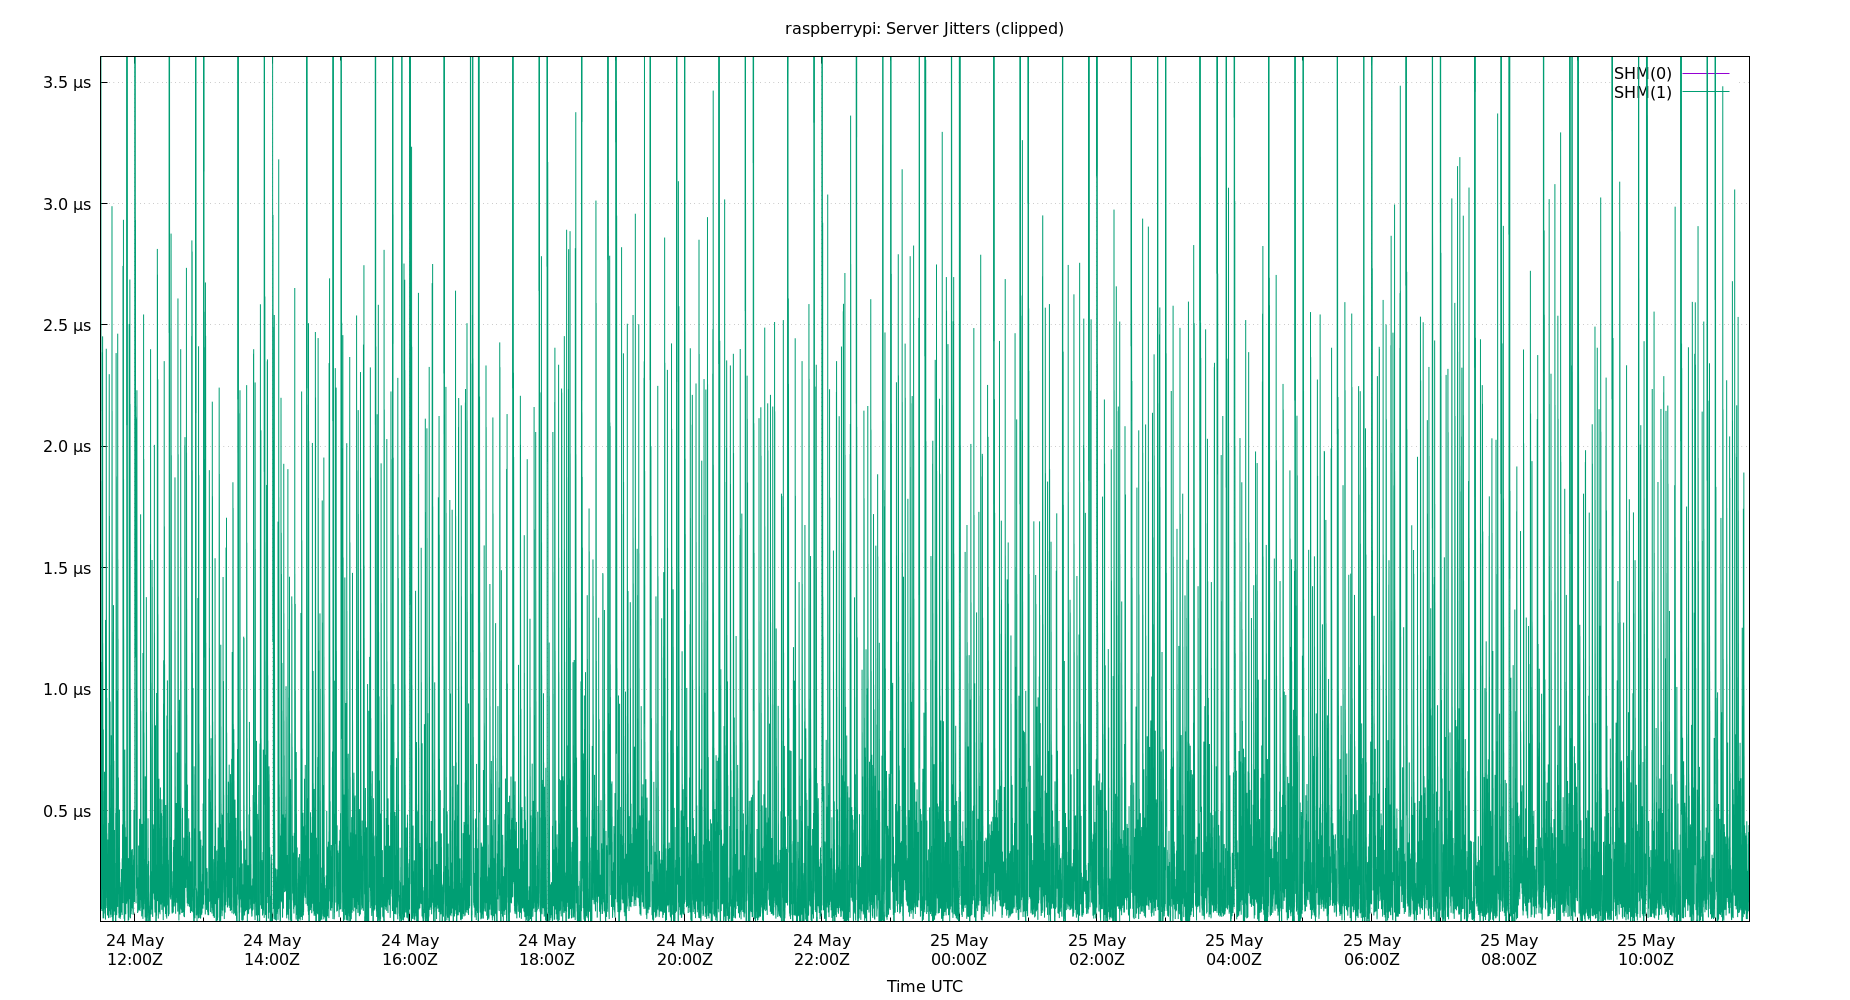 raspberrypi: Server Jitters (clipped)
SHM(0)
SHM(1)
3.5 µs
3.0 µs
2.5 µs
2.0 µs
1.5 µs
1.0 µs
0.5 µs
24 May 24 May 24 May 24 May 24 May 24 May 25 May 25 May 25 May 25 May 25 May 25 May
12:00Z 14:00Z 16:00Z 18:00Z 20:00Z 22:00Z 00:00Z 02:00Z 04:00Z 06:00Z 08:00Z 10:00Z
Time UTC